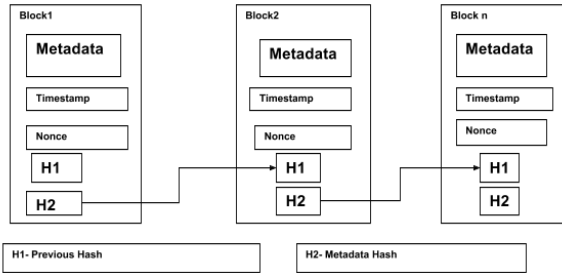 Block1
Metadata
Timestamp
Nonce
H1
H2
Block2
Metadata
Timestamp
Nonce
H1
H2
Block n
Metadata
Timestamp
Nonce
H1
H2
H1- Previous Hash
H2- Metadata Hash